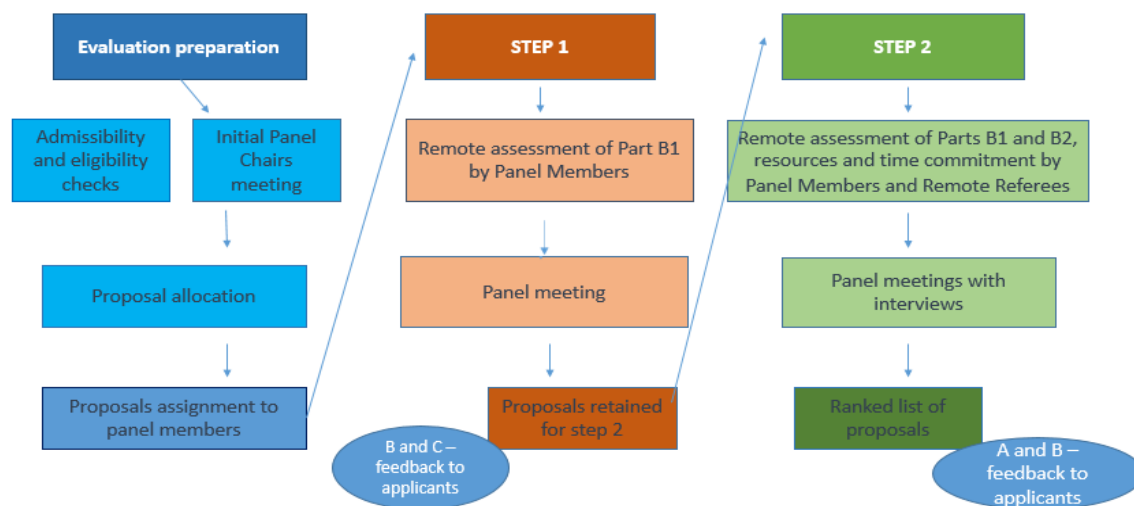 Evaluation preparation
Admissibility
and eligibility
checks
Initial Panel
Chairs
meeting
Proposal allocation
Proposals assignment to
panel members
STEP 1
Remote assessment of Part B1
by Panel Members
Panel meeting
Proposals retained
for step 2
B and C –
feedback to
applicants
STEP 2
Remote assessment of Parts B1 and B2,
resources and time commitment by
Panel Members and Remote Referees
Panel meetings with
interviews
Ranked list of
proposals
A and B –
feedback to
applicants